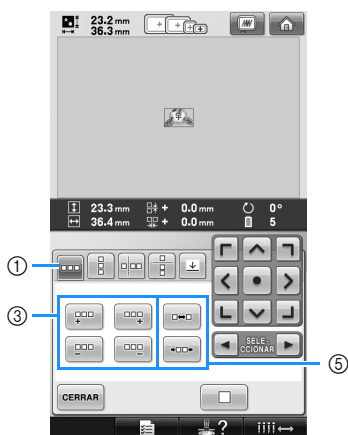 23.2 mm
36.3 mm
23.3 mm + 0.0 mm 0°
36.4 mm + 0.0 mm 5
①
③
+ +
- -
SELE-
CCIONAR
⑤
CERRAR
?